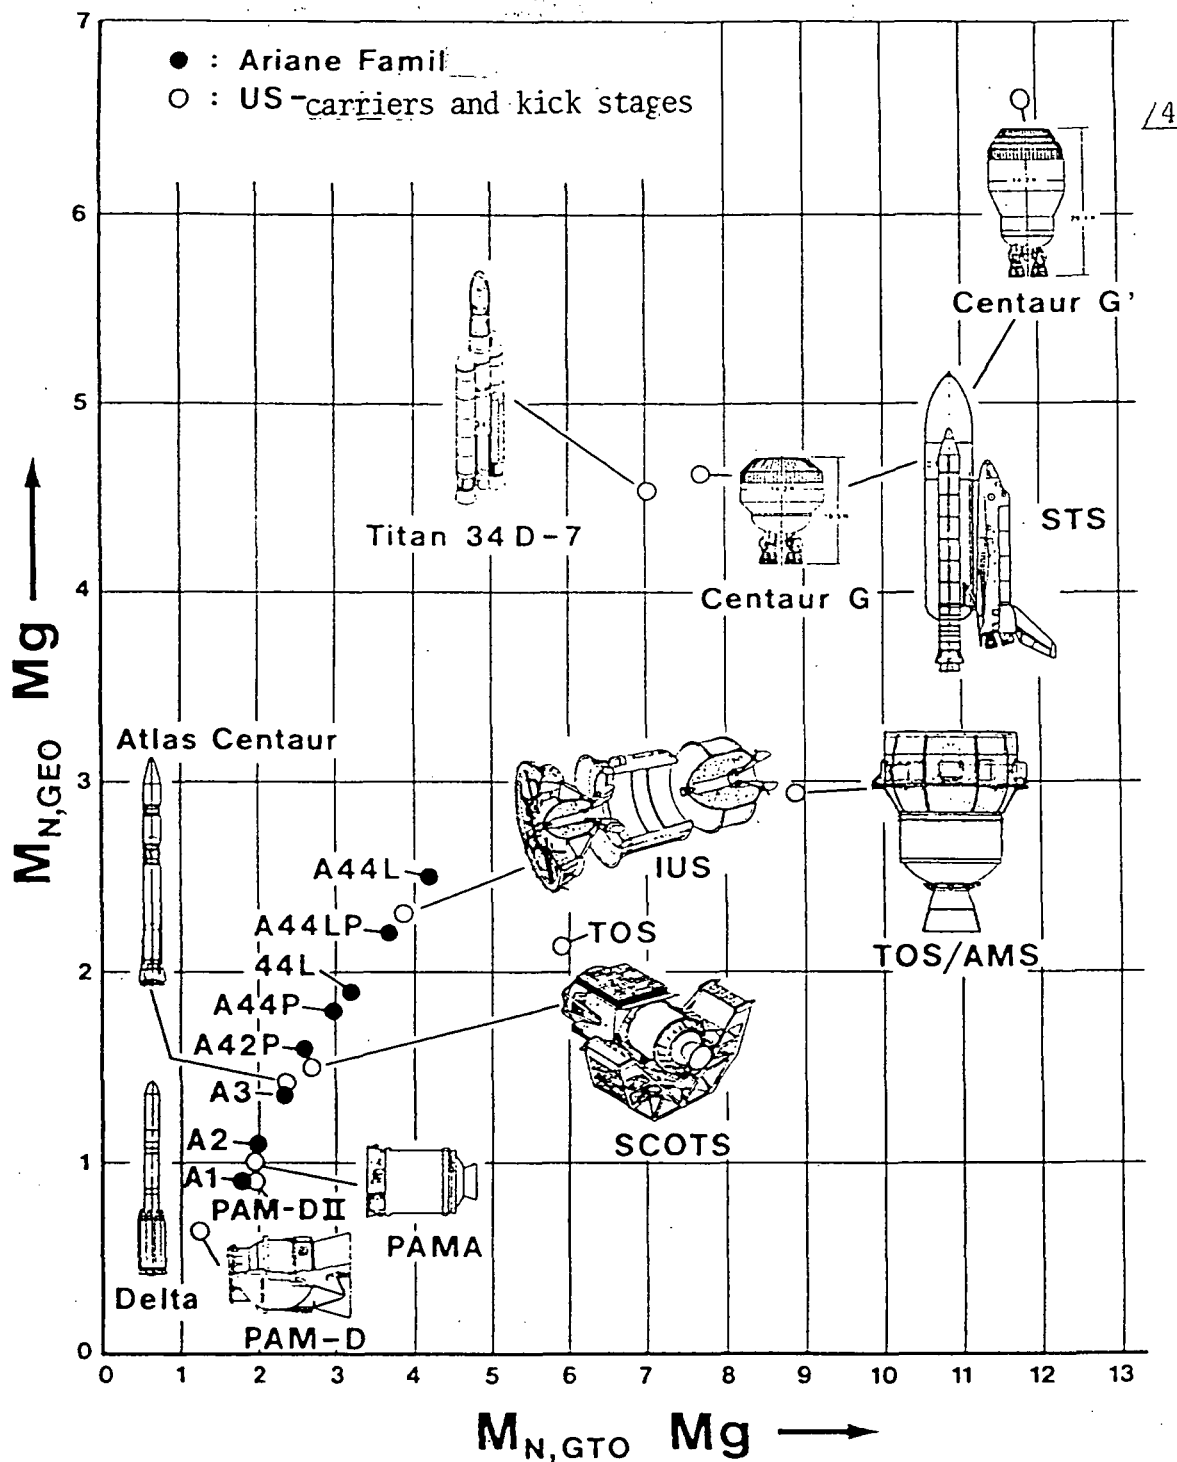 7
● : Ariane Famil
○ : US-carriers and kick stages
/4
6
Centaur G'
5
Titan 34D-7
STS
Centaur G
4
Atlas Centaur
3
IUS
A44L
A44LP
TOS
TOS/AMS
44L
2
A44P
A42P
A3
SCOTS
A2
1
A1
PAM-DII
PAMA
Delta
PAM-D
0
0 1 2 3 4 5 6 7 8 9 10 11 12 13
M N,GEO Mg
M N,GTO Mg